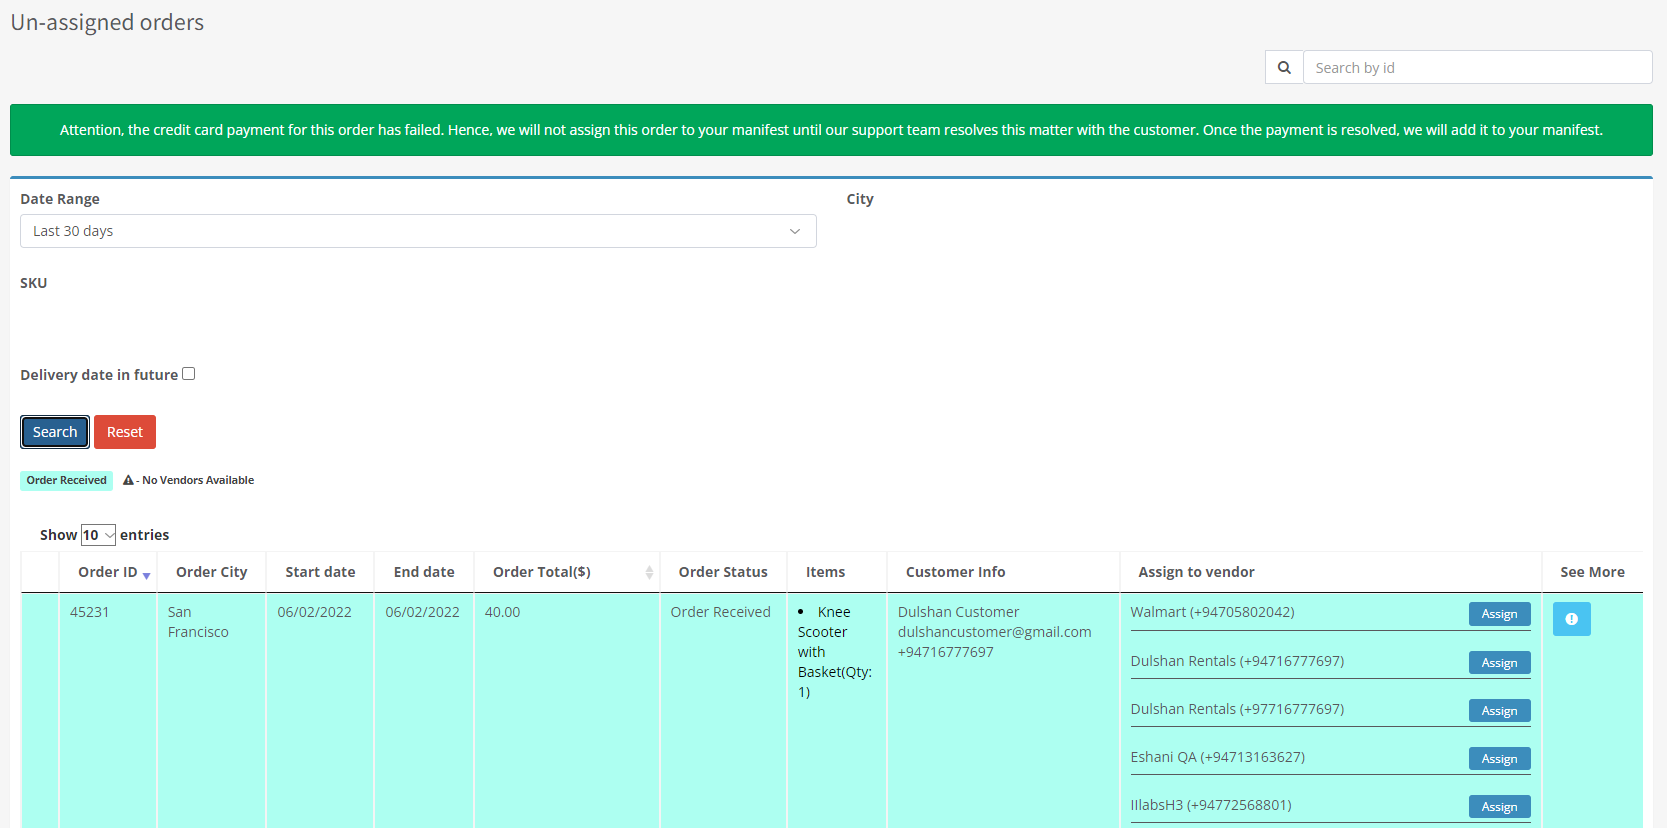 Un-assigned orders
Search by id
Attention, the credit card payment for this order has failed. Hence, we will not assign this order to your manifest until our support team resolves this matter with the customer. Once the payment is resolved, we will add it to your manifest.
Date Range
City
Last 30 days
SKU
Delivery date in future
Search Reset
Order Received - No Vendors Available
Show 10 entries
Order ID Order City Start date End date Order Total($) Order Status Items Customer Info Assign to vendor See More
45231
San
Francisco
06/02/2022
06/02/2022
40.00
Order Received
• Knee
Scooter
with
Basket(Qty:
1)
Dulshan Customer
dulshancustomer@gmail.com
+94716777697
Walmart (+94705802042) Assign
Dulshan Rentals (+94716777697) Assign
Dulshan Rentals (+97716777697) Assign
Eshani QA (+94713163627) Assign
IIlabsH3 (+94772568801) Assign